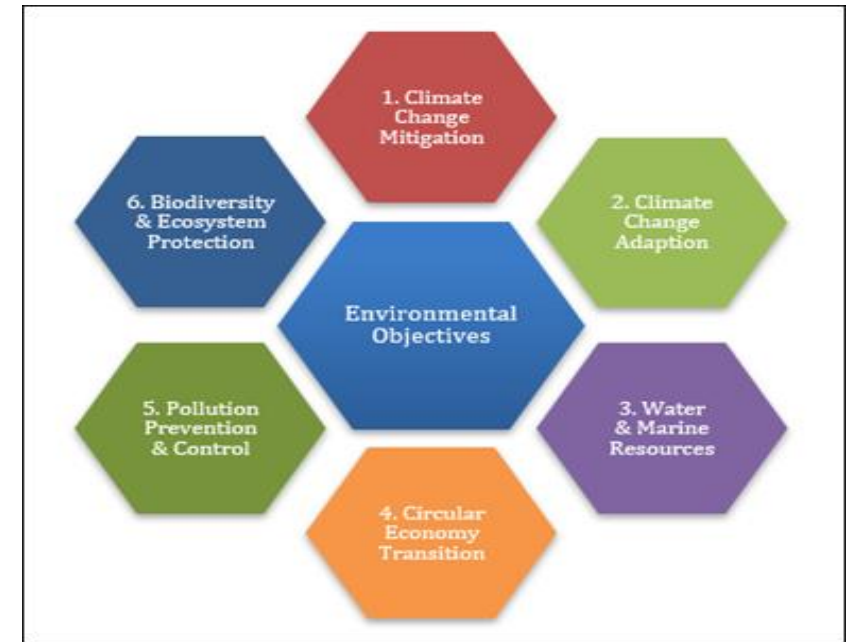 1. Climate
Change
Mitigation
2. Climate
Change
Adaption
3. Water
& Marine
Resources
4. Circular
Economy
Transition
5. Pollution
Prevention
& Control
6. Biodiversity
& Ecosystem
Protection
Environmental
Objectives